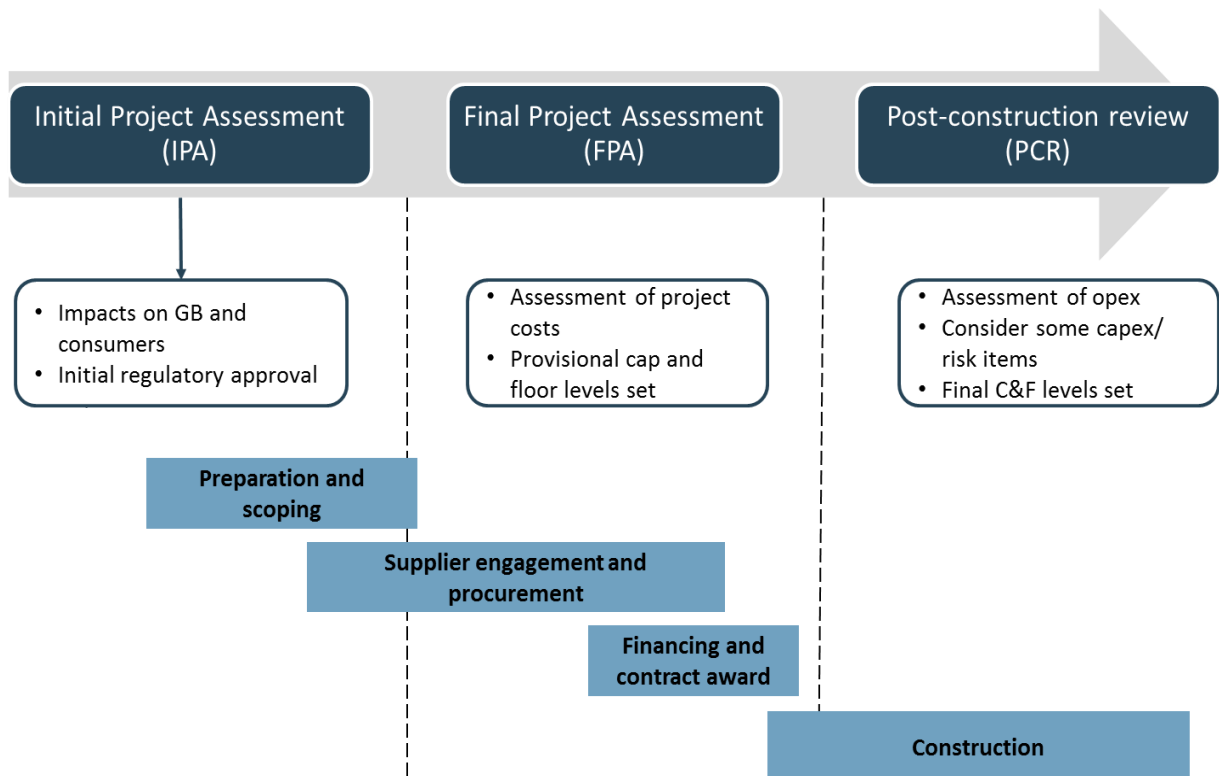 Initial Project Assessment
(IPA)
Final Project Assessment
(FPA)
Post-construction review
(PCR)
• Impacts on GB and
consumers
• Initial regulatory approval
• Assessment of project
costs
• Provisional cap and
floor levels set
• Assessment of opex
• Consider some capex/
risk items
• Final C&F levels set
Preparation and
scoping
Supplier engagement and
procurement
Financing and
contract award
Construction